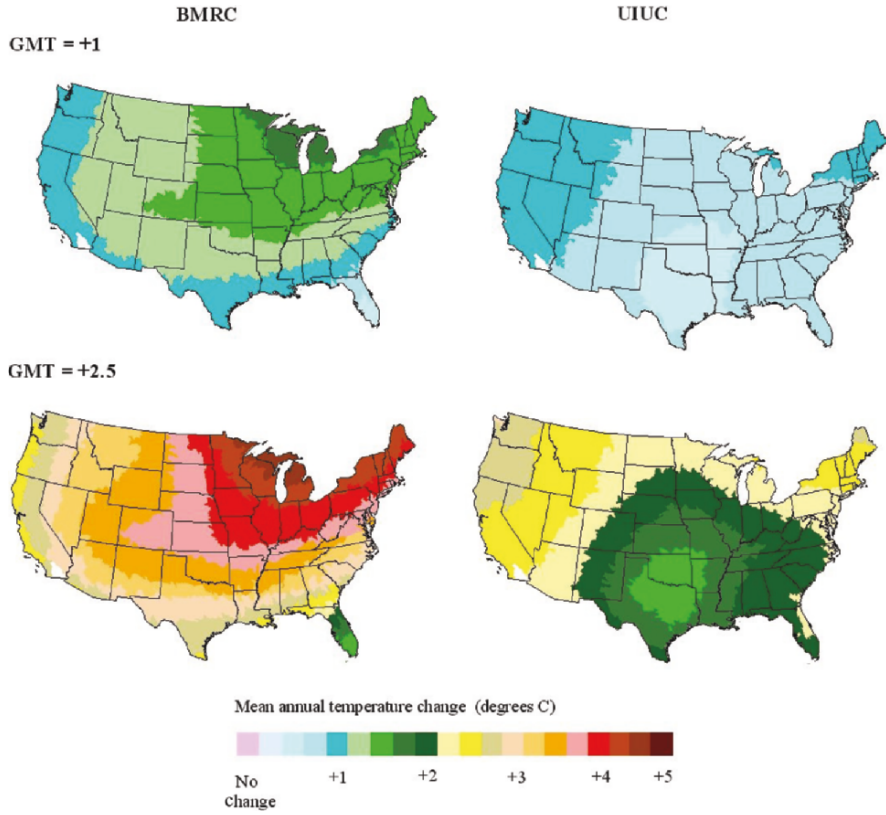 BMRC UIUC
GMT = +1
GMT = +2.5
Mean annual temperature change (degrees C)
No change +1 +2 +3 +4 +5